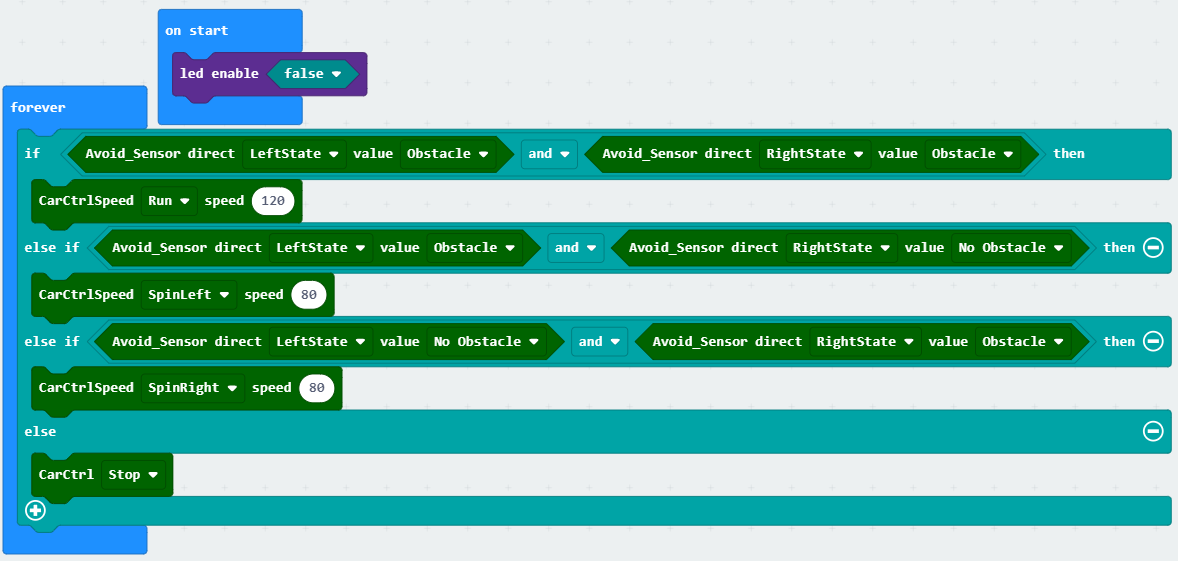 on start
led enable false
forever
if Avoid_Sensor direct LeftState value Obstacle and Avoid_Sensor direct RightState value Obstacle then
CarCtrlSpeed Run speed 120
else if Avoid_Sensor direct LeftState value Obstacle and Avoid_Sensor direct RightState value No Obstacle then
CarCtrlSpeed SpinLeft speed 80
else if Avoid_Sensor direct LeftState value No Obstacle and Avoid_Sensor direct RightState value Obstacle then
CarCtrlSpeed SpinRight speed 80
else
CarCtrl Stop